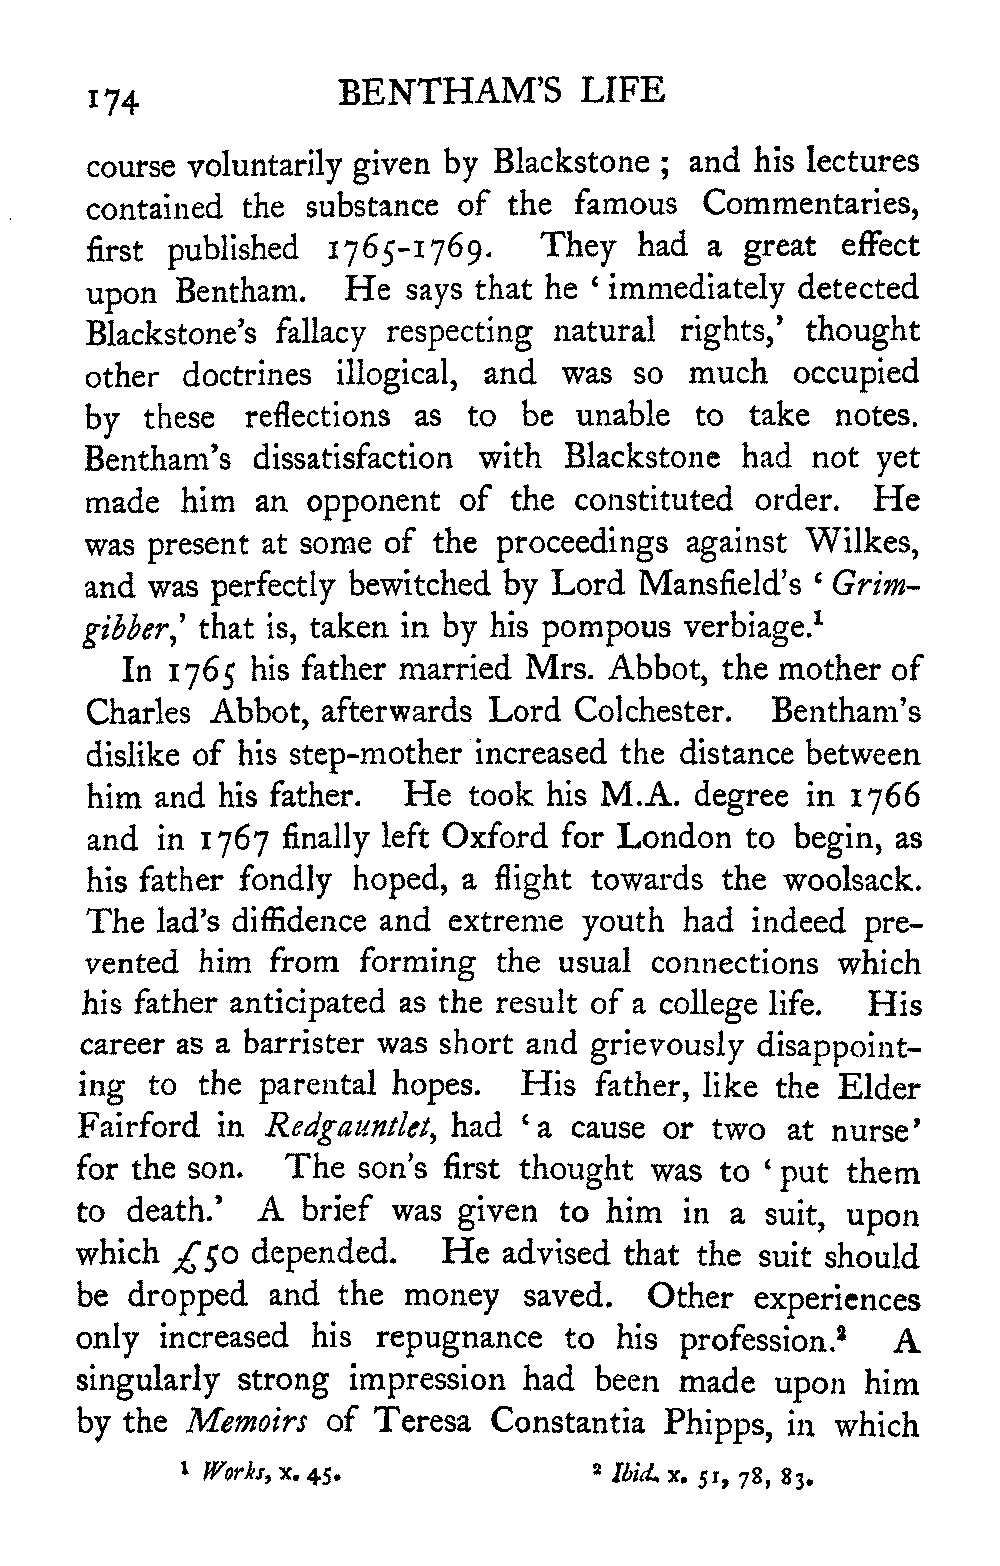 174 BENTHAM'S LIFE
course voluntarily given by Blackstone ; and his lectures
contained the substance of the famous Commentaries,
first published 1765-1769. They had a great effect
upon Bentham. He says that he ‘ immediately detected
Blackstone's fallacy respecting natural rights,’ thought
other doctrines illogical, and was so much occupied
by these reflections as to be unable to take notes.
Bentham's dissatisfaction with Blackstone had not yet
made him an opponent of the constituted order. He
was present at some of the proceedings against Wilkes,
and was perfectly bewitched by Lord Mansfield's ‘ Grim-
gibber,’ that is, taken in by his pompous verbiage.¹
In 1765 his father married Mrs. Abbot, the mother of
Charles Abbot, afterwards Lord Colchester. Bentham's
dislike of his step-mother increased the distance between
him and his father. He took his M.A. degree in 1766
and in 1767 finally left Oxford for London to begin, as
his father fondly hoped, a flight towards the woolsack.
The lad's diffidence and extreme youth had indeed pre-
vented him from forming the usual connections which
his father anticipated as the result of a college life. His
career as a barrister was short and grievously disappoint-
ing to the parental hopes. His father, like the Elder
Fairford in Redgauntlet, had ‘ a cause or two at nurse’
for the son. The son's first thought was to ‘ put them
to death.’ A brief was given to him in a suit, upon
which £50 depended. He advised that the suit should
be dropped and the money saved. Other experiences
only increased his repugnance to his profession.² A
singularly strong impression had been made upon him
by the Memoirs of Teresa Constantia Phipps, in which
¹ Works, x. 45. ² Ibid. x. 51, 78, 83.